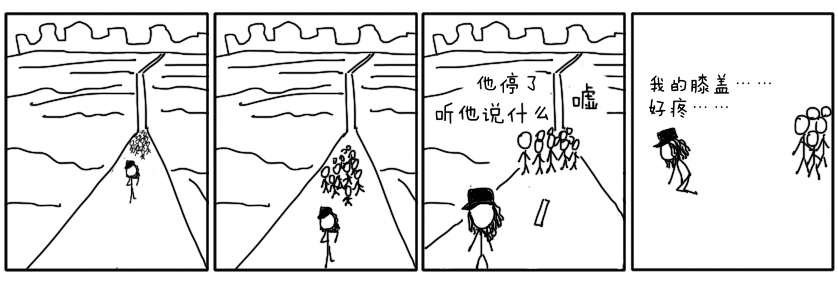 他停了
听他说什么
嘘
我的膝盖……
好疼……